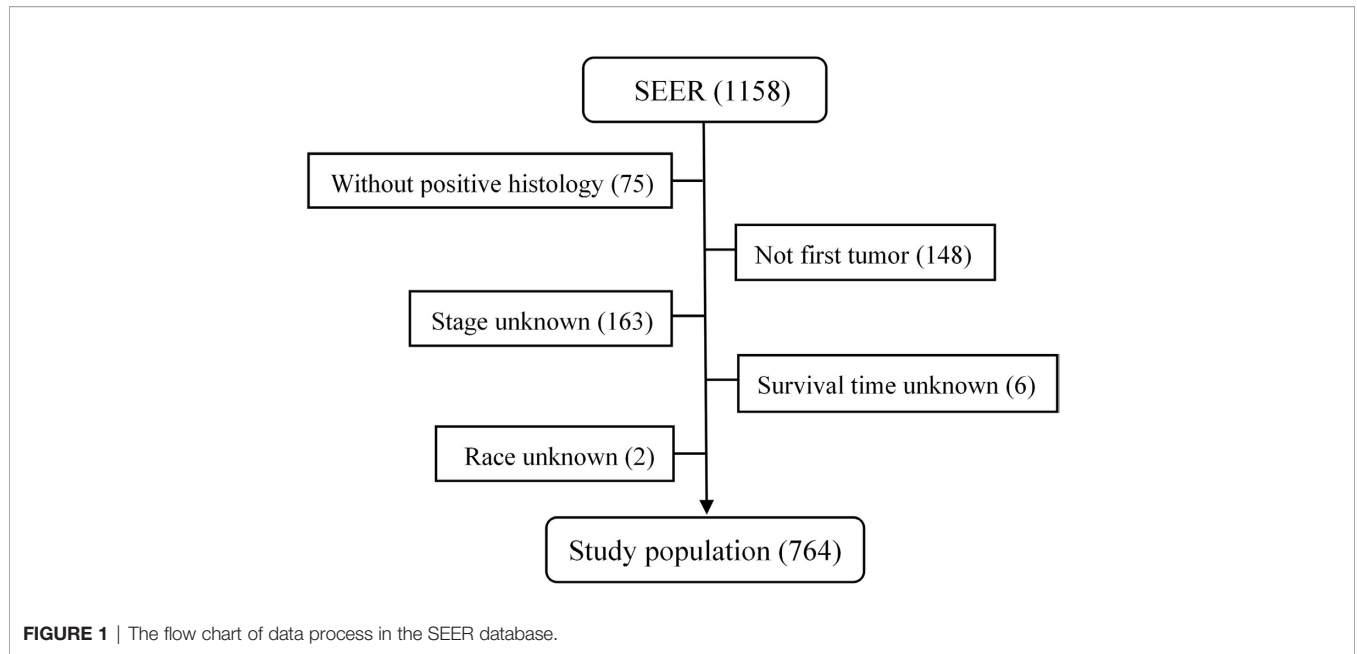 SEER (1158)
Without positive histology (75)
Not first tumor (148)
Stage unknown (163)
Survival time unknown (6)
Race unknown (2)
Study population (764)
FIGURE 1 | The flow chart of data process in the SEER database.